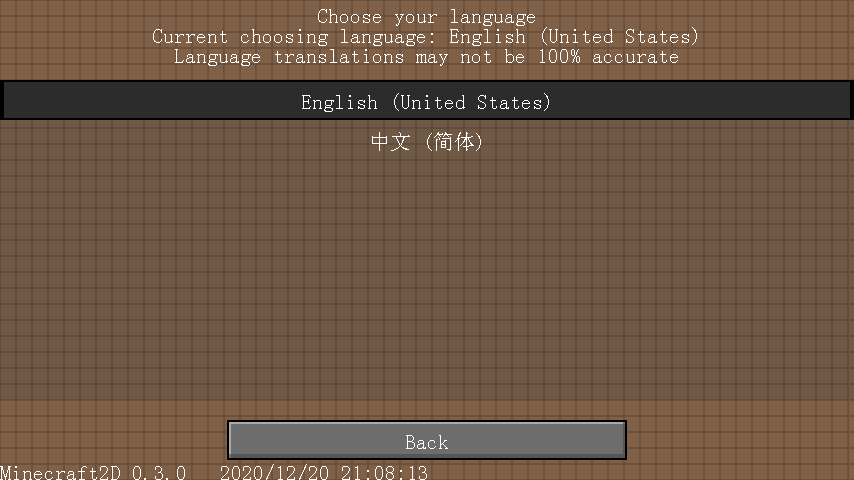 Choose your language
Current choosing language: English (United States)
Language translations may not be 100% accurate
English (United States)
中文 (简体)
Back
Minecraft2D 0.3.0 2020/12/20 21:08:13